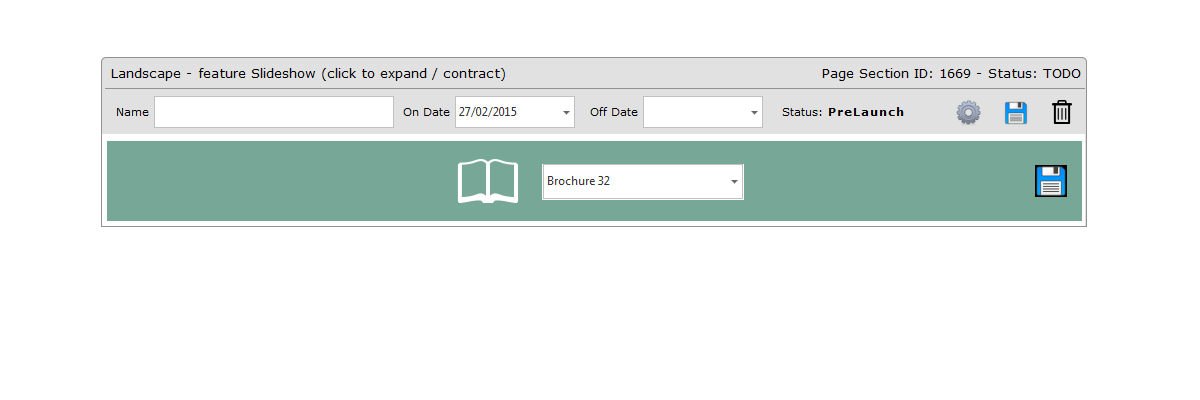 Landscape - feature Slideshow (click to expand / contract) Page Section ID: 1669 - Status: TODO
Name On Date 27/02/2015 Off Date Status: PreLaunch
Brochure 32